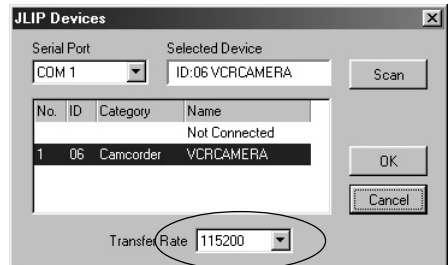 JLIP Devices
Serial Port Selected Device
COM 1 ID:06 VCRCAMERA Scan
No. ID Category Name
Not Connected
1 06 Camcorder VCRCAMERA
OK
Cancel
Transfer Rate 115200